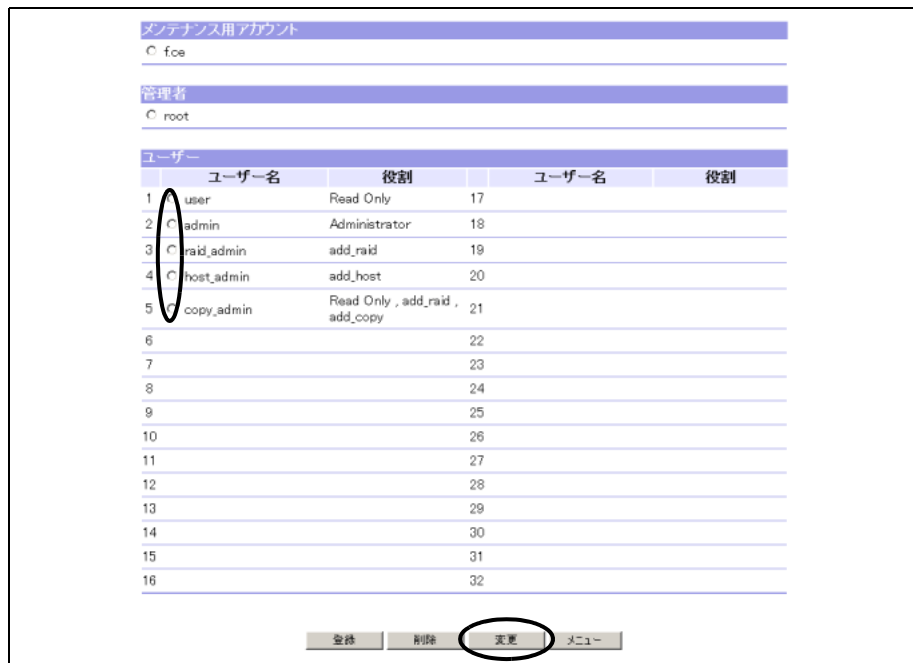 メンテナンス用アカウント
f.ce
管理者
root
ユーザー
ユーザー名 役割 ユーザー名 役割
1 user Read Only 17
2 admin Administrator 18
3 raid_admin add_raid 19
4 host_admin add_host 20
5 copy_admin Read Only , add_raid , add_copy 21
6 22
7 23
8 24
9 25
10 26
11 27
12 28
13 29
14 30
15 31
16 32
登録 削除 変更 メニュー